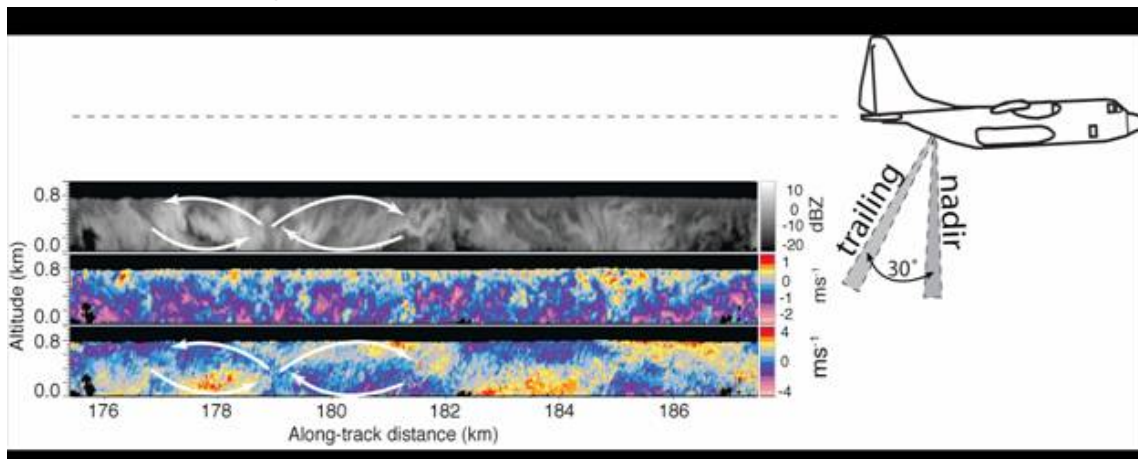 0.8
0.0
0.8
0.0
0.8
0.0
Altitude (km)
10
0
-10
-20
dBZ
1
0
-1
-2
ms⁻¹
4
0
-4
ms⁻¹
176 178 180 182 184 186
Along-track distance (km)
trailing
nadir
30°